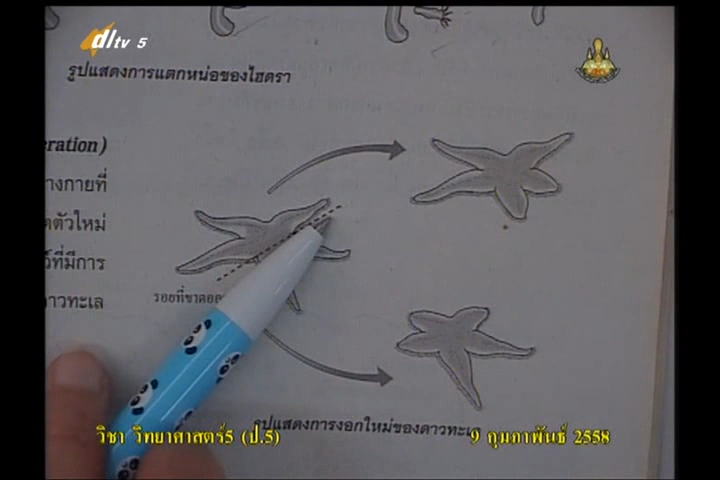 dltv 5
รูปแสดงการแตกหน่อของไฮดรา
eration)
างกายที่
ตัวใหม่
ที่มีการ
ดาวทะเล
รอยที่ขาดออ
รูปแสดงการงอกใหม่ของดาวทะเล
วิชา วิทยาศาสตร์5 (ป.5)
9 กุมภาพันธ์ 2558